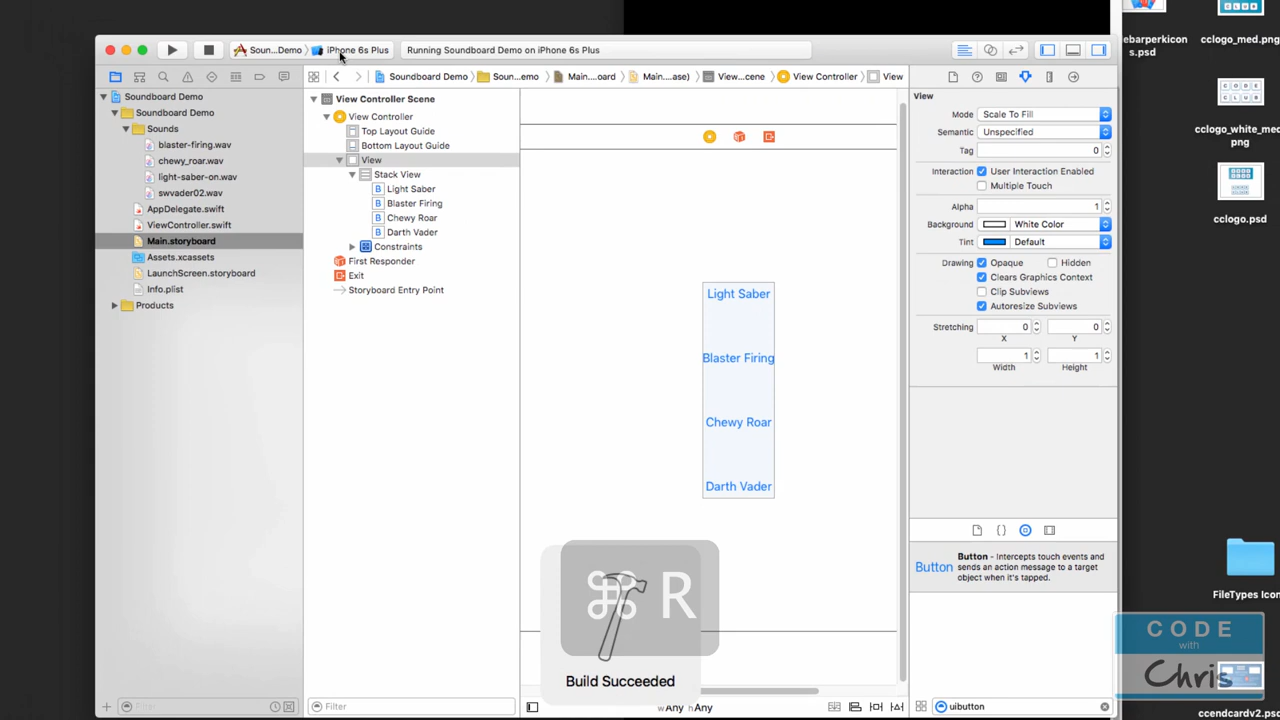 Soun...Demo
iPhone 6s Plus
Running Soundboard Demo on iPhone 6s Plus
Soundboard Demo
Soun...emo
Main....oard
Main....ase)
View...cene
View Controller
View
Soundboard Demo
Soundboard Demo
Sounds
blaster-firing.wav
chewy_roar.wav
light-saber-on.wav
swvader02.wav
AppDelegate.swift
ViewController.swift
Main.storyboard
Assets.xcassets
LaunchScreen.storyboard
Info.plist
Products
Filter
View Controller Scene
View Controller
Top Layout Guide
Bottom Layout Guide
View
Stack View
B Light Saber
B Blaster Firing
B Chewy Roar
B Darth Vader
Constraints
First Responder
Exit
Storyboard Entry Point
Filter
Light Saber
Blaster Firing
Chewy Roar
Darth Vader
⌘ R
Build Succeeded
wAny hAny
View
Mode Scale To Fill
Semantic Unspecified
Tag 0
Interaction User Interaction Enabled
Multiple Touch
Alpha 1
Background White Color
Tint Default
Drawing Opaque Hidden
Clears Graphics Context
Clip Subviews
Autoresize Subviews
Stretching 0 0
X Y
1 1
Width Height
Button
Button - Intercepts touch events and
sends an action message to a target
object when it's tapped.
uibutton
ebarpericon
s.psd
cclogo_med.png
CLUB
CODE
CLUB
cclogo_white_med
png
cclogo.psd
FileTypes Icon
CODE
with
Chris
ccendcardv2.psd